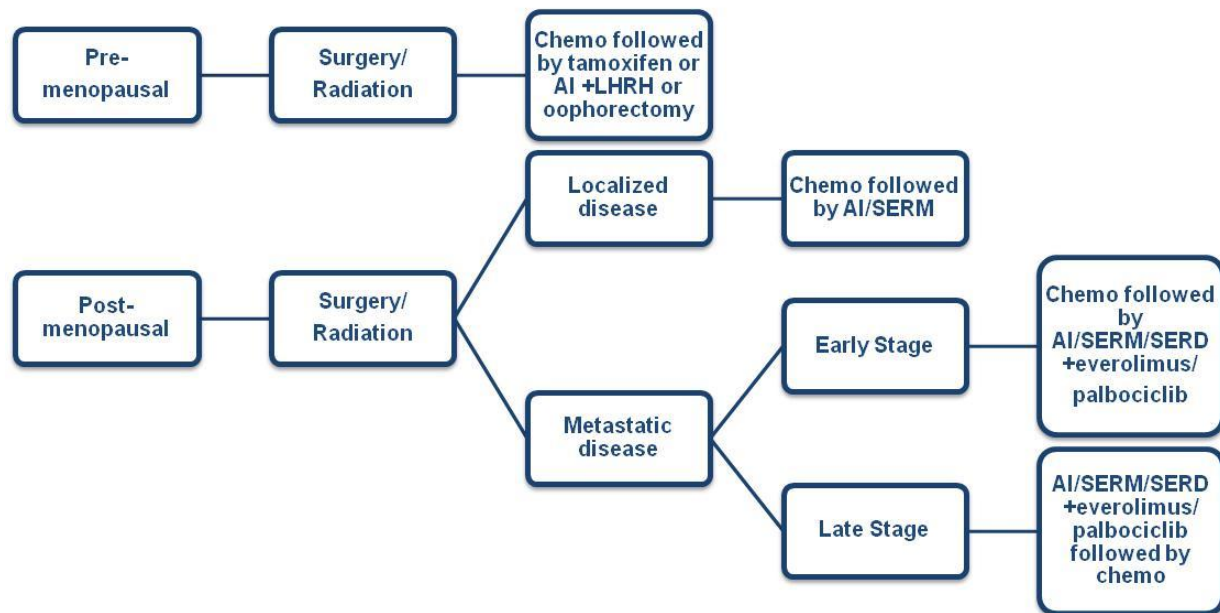 Pre-
menopausal
Surgery/
Radiation
Chemo followed
by tamoxifen or
AI +LHRH or
oophorectomy
Localized
disease
Chemo followed
by AI/SERM
Post-
menopausal
Surgery/
Radiation
Early Stage
Chemo followed
by
AI/SERM/SERD
+everolimus/
palbociclib
Metastatic
disease
Late Stage
AI/SERM/SERD
+everolimus/
palbociclib
followed by
chemo